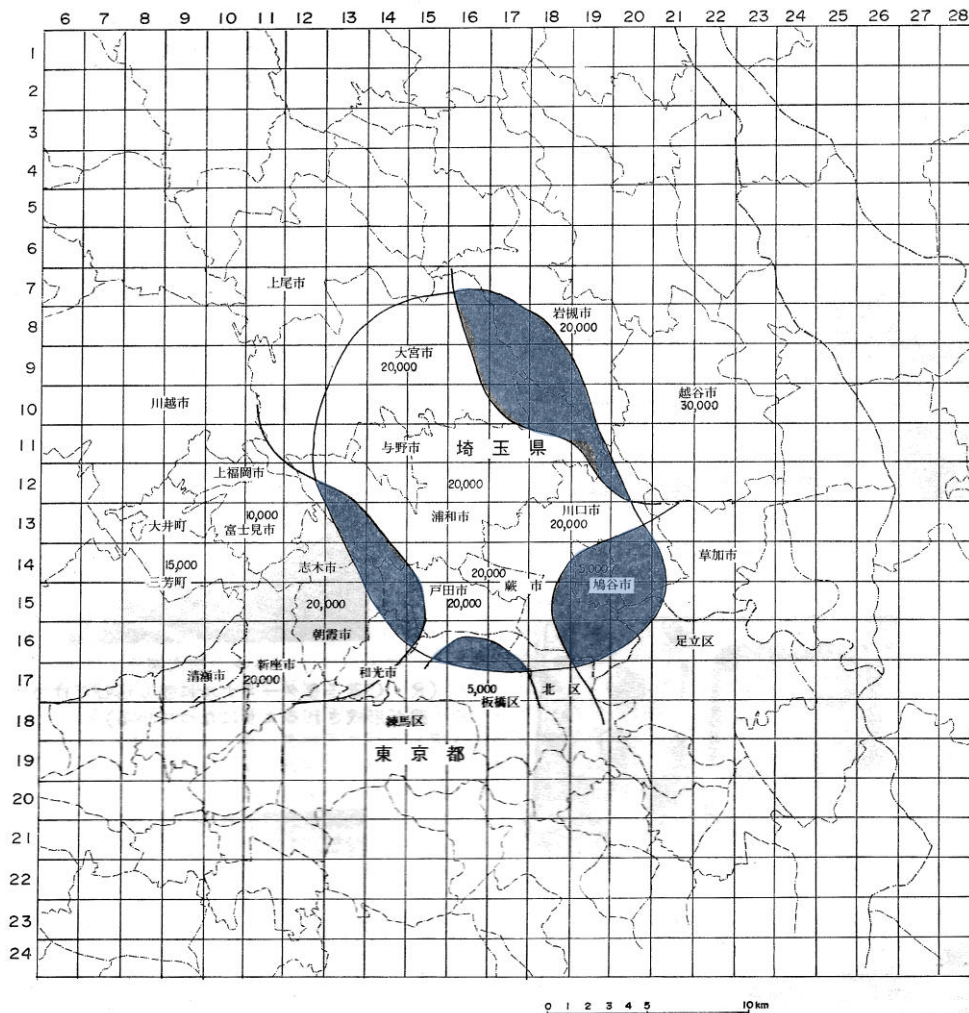 6 7 8 9 10 11 12 13 14 15 16 17 18 19 20 21 22 23 24 25 26 27 28
1
2
3
4
5
6
7
8
9
10
11
12
13
14
15
16
17
18
19
20
21
22
23
24
上尾市
岩槻市
20,000
大宮市
20,000
越谷市
30,000
川越市
与野市
埼玉県
上福岡市
20,000
10,000
浦和市
川口市
20,000
大井町
富士見市
草加市
15,000
三芳町
志木市
20,000
5,000
鳩谷市
戸田市
20,000
蕨市
20,000
朝霞市
足立区
清瀬市
新座市
20,000
和光市
5,000
板橋区
北区
練馬区
東京都
0 1 2 3 4 5 10km